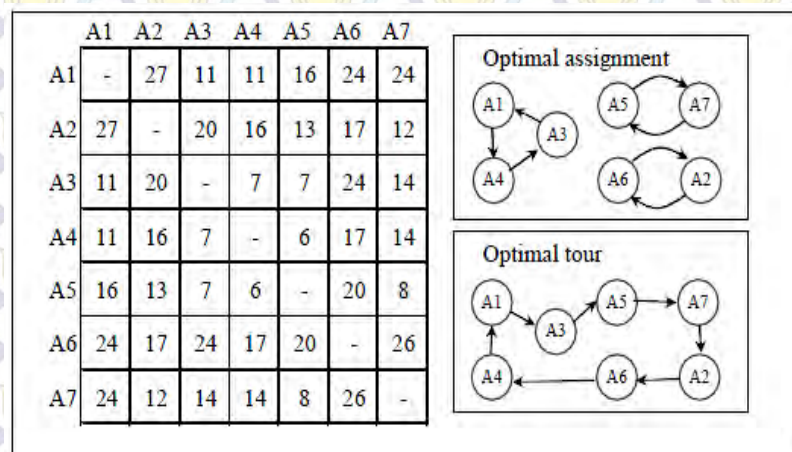 A1 A2 A3 A4 A5 A6 A7
A1 - 27 11 11 16 24 24
A2 27 - 20 16 13 17 12
A3 11 20 - 7 7 24 14
A4 11 16 7 - 6 17 14
A5 16 13 7 6 - 20 8
A6 24 17 24 17 20 - 26
A7 24 12 14 14 8 26 -
Optimal assignment
A1 A5 A7
A3
A4 A6 A2
Optimal tour
A1 A5 A7
A3
A4 A6 A2